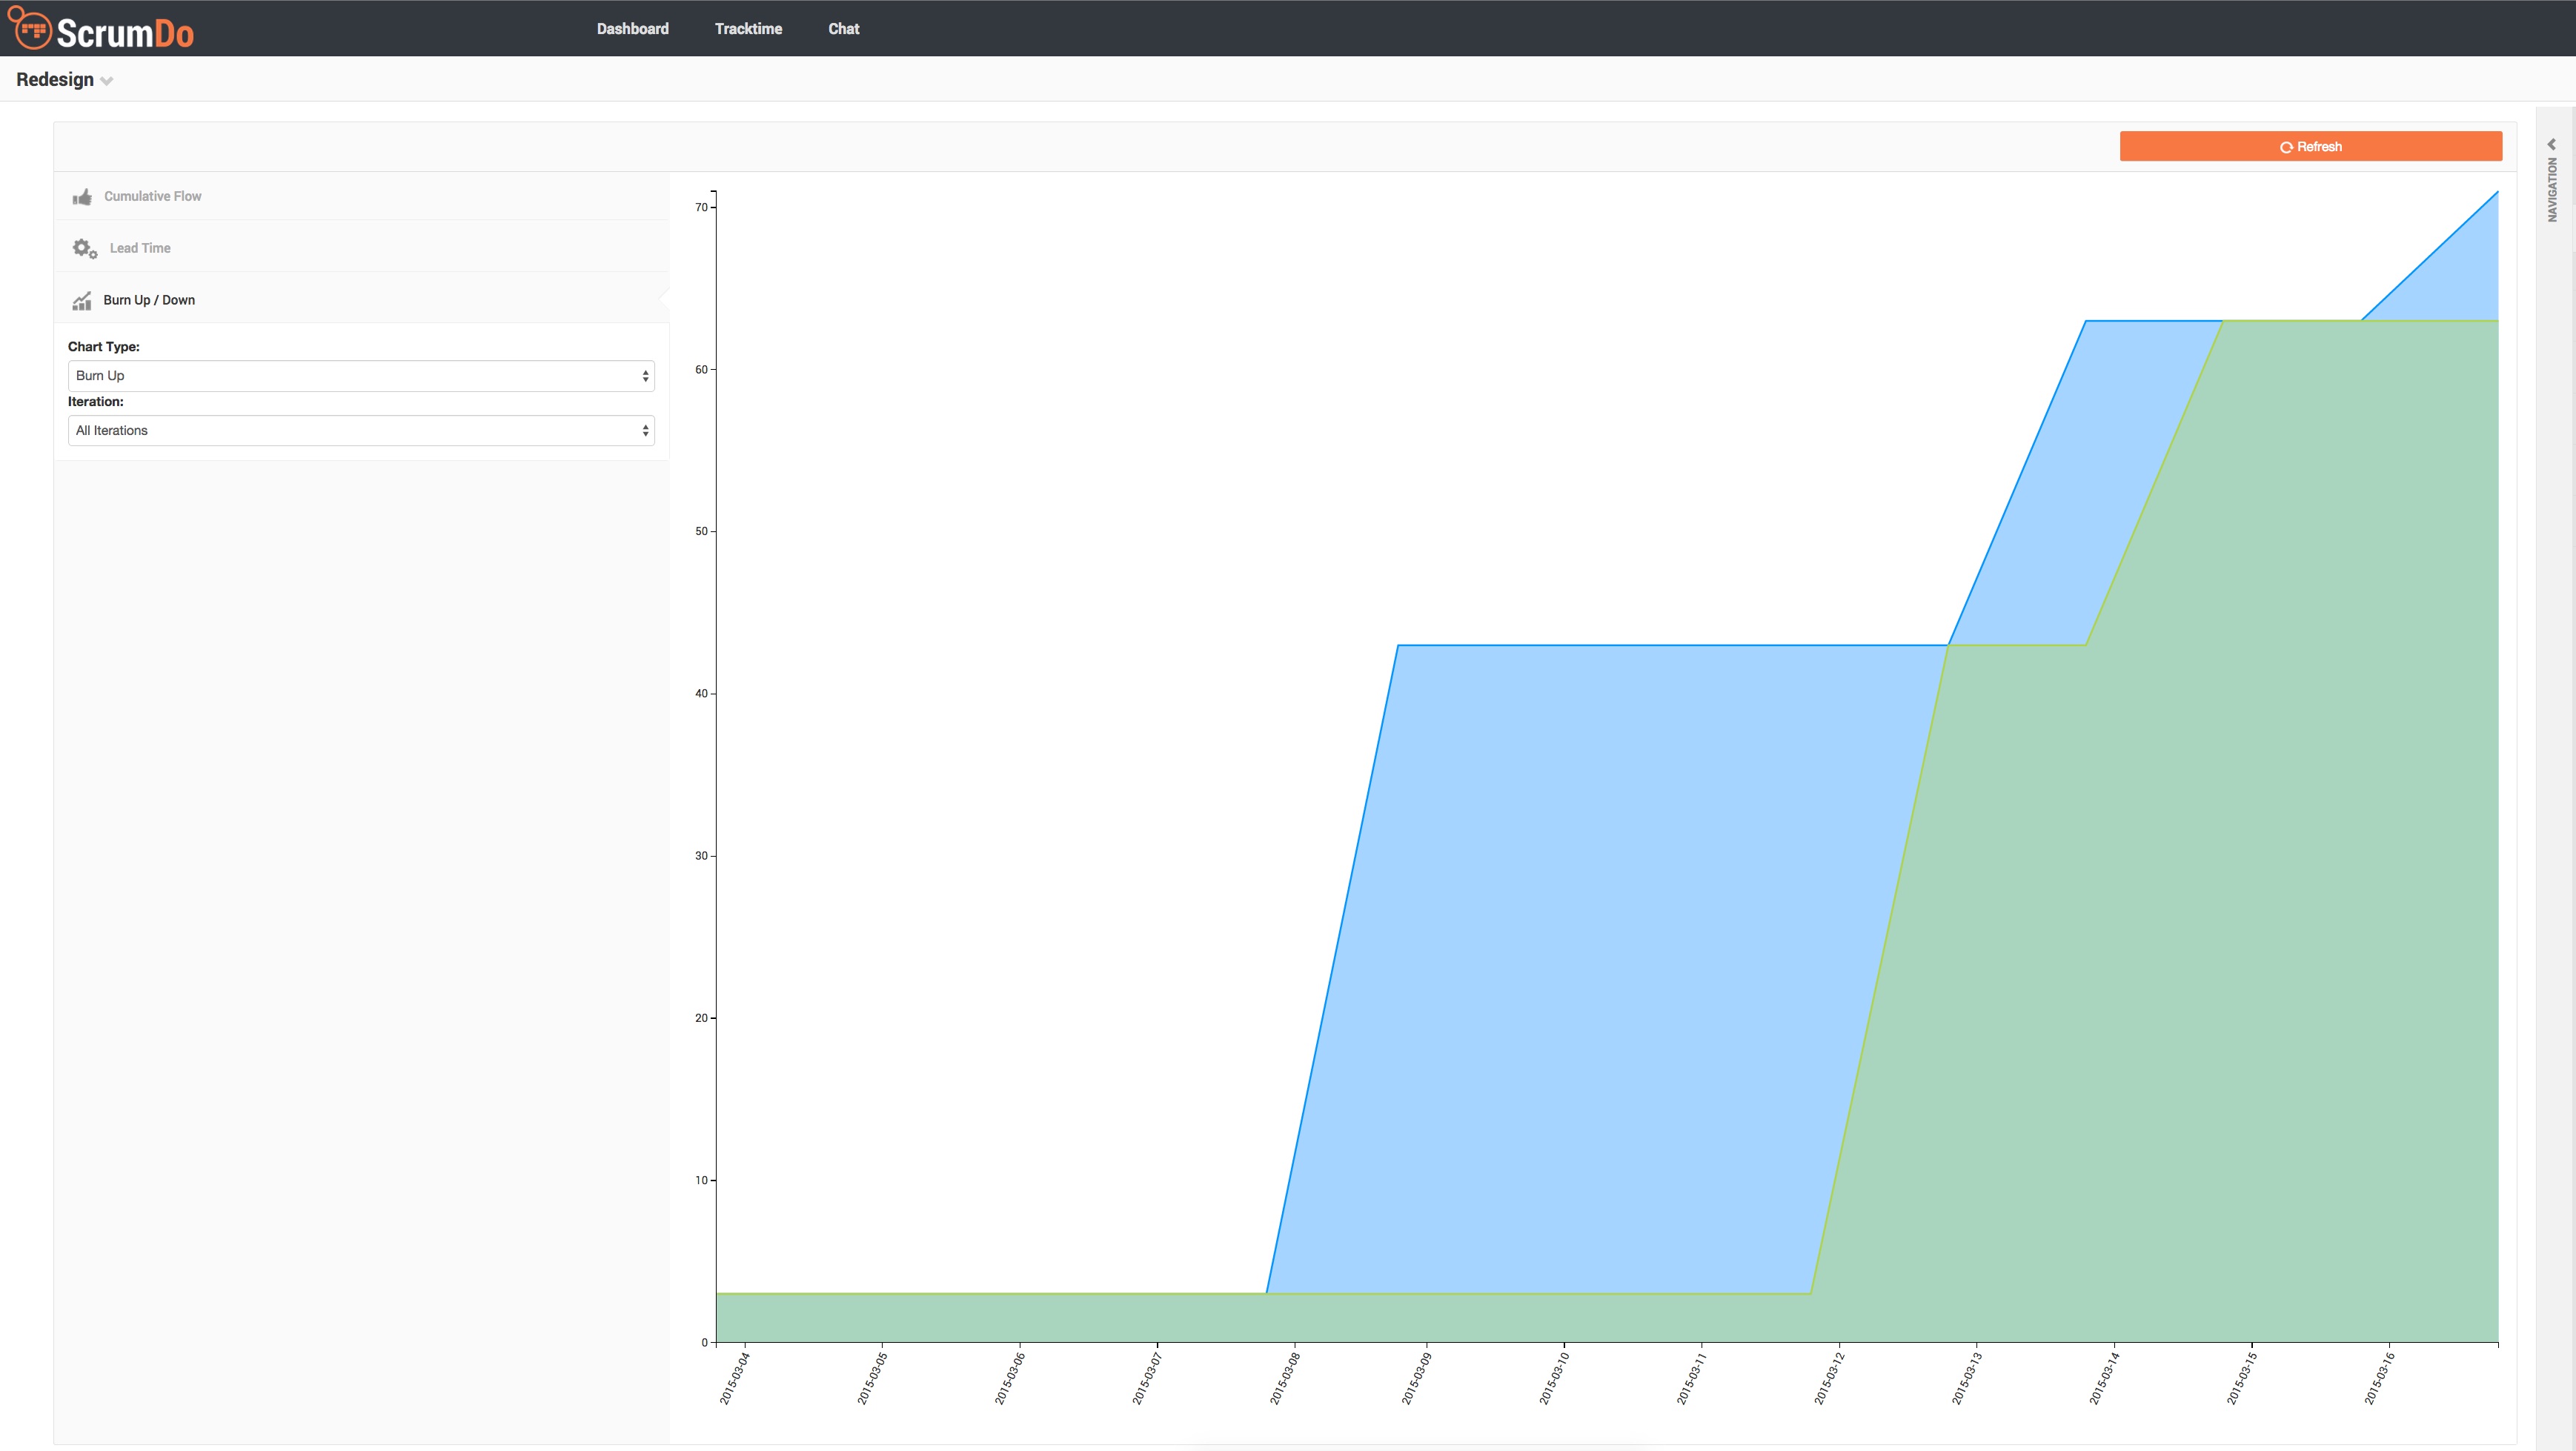 ScrumDo
Dashboard Tracktime Chat
Redesign
Refresh
NAVIGATION
Cumulative Flow
Lead Time
Burn Up / Down
Chart Type:
Burn Up
Iteration:
All Iterations
70
60
50
40
30
20
10
0
2015-03-04 2015-03-05 2015-03-06 2015-03-07 2015-03-08 2015-03-09 2015-03-10 2015-03-11 2015-03-12 2015-03-13 2015-03-14 2015-03-15 2015-03-16